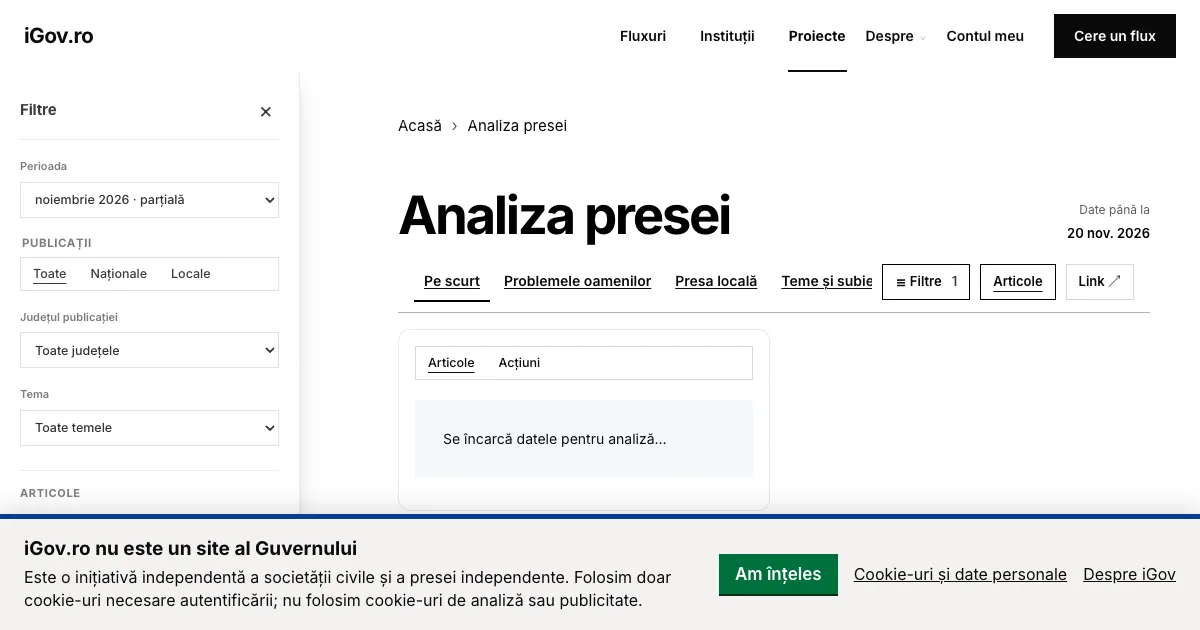 iGov.ro
Fluxuri
Instituții
Proiecte
Despre
Contul meu
Cere un flux
Filtre
×
Perioada
noiembrie 2026 · parțială
PUBLICAȚII
Toate Naționale Locale
Județul publicației
Toate județele
Tema
Toate temele
ARTICOLE
Acasă › Analiza presei
Analiza presei
Date până la
20 nov. 2026
Pe scurt
Problemele oamenilor
Presa locală
Teme și subie
≡ Filtre 1
Articole
Link ↗
Articole Acțiuni
Se încarcă datele pentru analiză...
iGov.ro nu este un site al Guvernului
Este o inițiativă independentă a societății civile și a presei independente. Folosim doar
cookie-uri necesare autentificării; nu folosim cookie-uri de analiză sau publicitate.
Am înțeles
Cookie-uri și date personale
Despre iGov